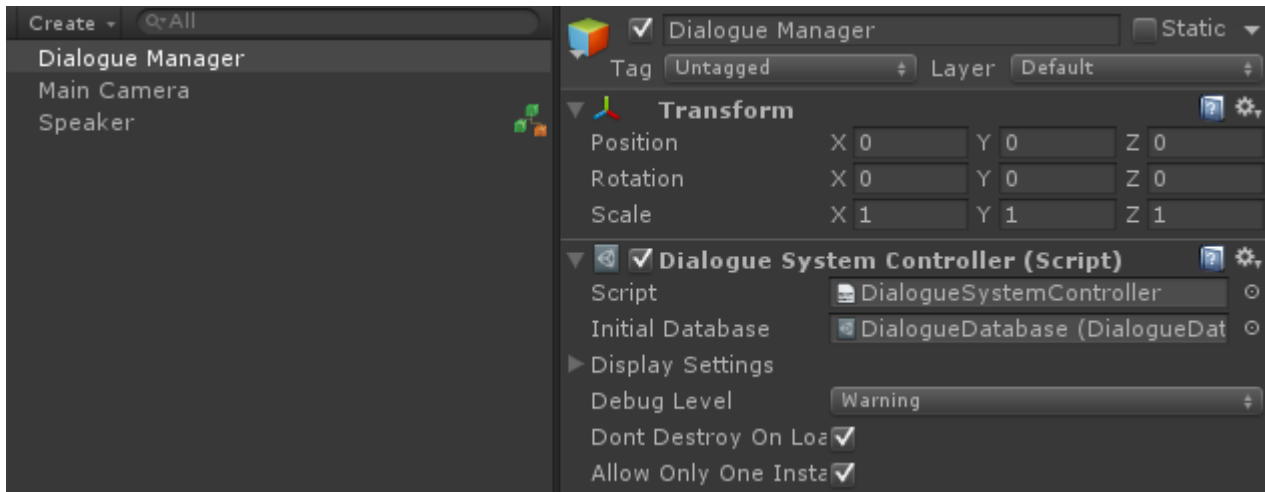 Create All
Dialogue Manager
Main Camera
Speaker
Dialogue Manager Static
Tag Untagged Layer Default
Transform
Position X 0 Y 0 Z 0
Rotation X 0 Y 0 Z 0
Scale X 1 Y 1 Z 1
Dialogue System Controller (Script)
Script DialogueSystemController
Initial Database DialogueDatabase (DialogueDat
Display Settings
Debug Level Warning
Dont Destroy On Loa
Allow Only One Insta